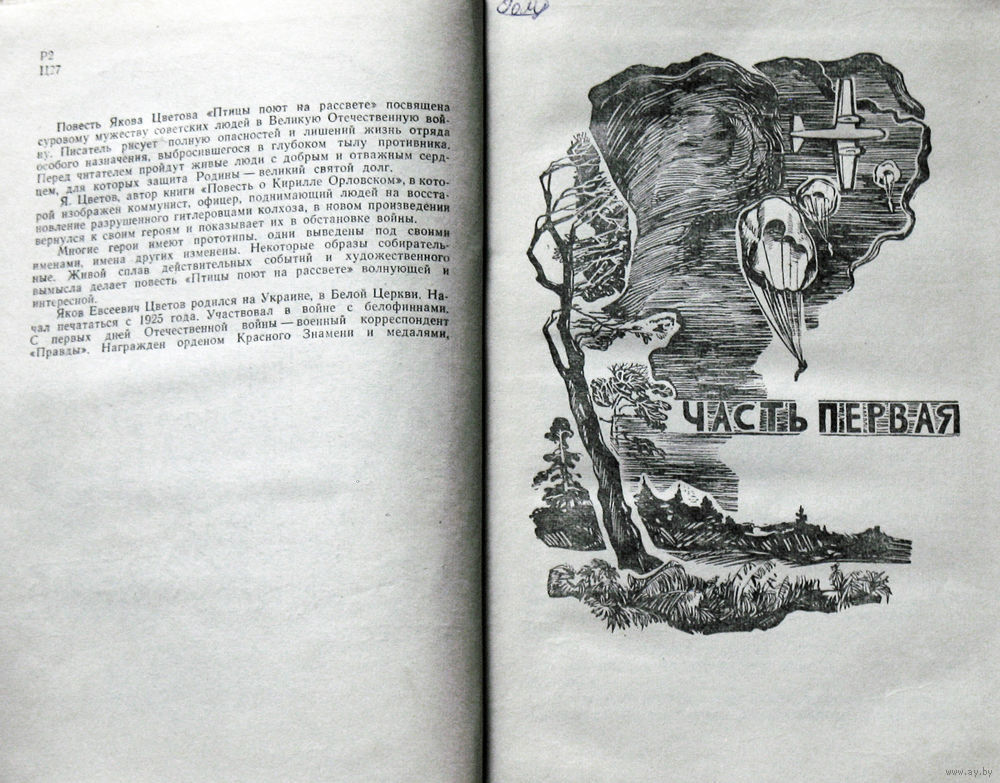 Р2
Ц27
Повесть Якова Цветова «Птицы поют на рассвете» посвящена
суровому мужеству советских людей в Великую Отечественную вой-
ну. Писатель рисует полную опасностей и лишений жизнь отряда
особого назначения, выбросившегося в глубоком тылу противника.
Перед читателем пройдут живые люди с добрым и отважным серд-
цем, для которых защита Родины — великий святой долг.
Я. Цветов, автор книги «Повесть о Кирилле Орловском», в кото-
рой изображен коммунист, офицер, поднимающий людей на восста-
новление разрушенного гитлеровцами колхоза, в новом произведении
вернулся к своим героям и показывает их в обстановке войны.
Многие герои имеют прототипы, одни выведены под своими
именами, имена других изменены. Некоторые образы собиратель-
ные. Живой сплав действительных событий и художественного
вымысла делает повесть «Птицы поют на рассвете» волнующей и
интересной.
Яков Евсеевич Цветов родился на Украине, в Белой Церкви. На-
чал печататься с 1925 года. Участвовал в войне с белофиннами.
С первых дней Отечественной войны — военный корреспондент
«Правды». Награжден орденом Красного Знамени и медалями.
ЧАСТЬ ПЕРВАЯ
www.ay.by